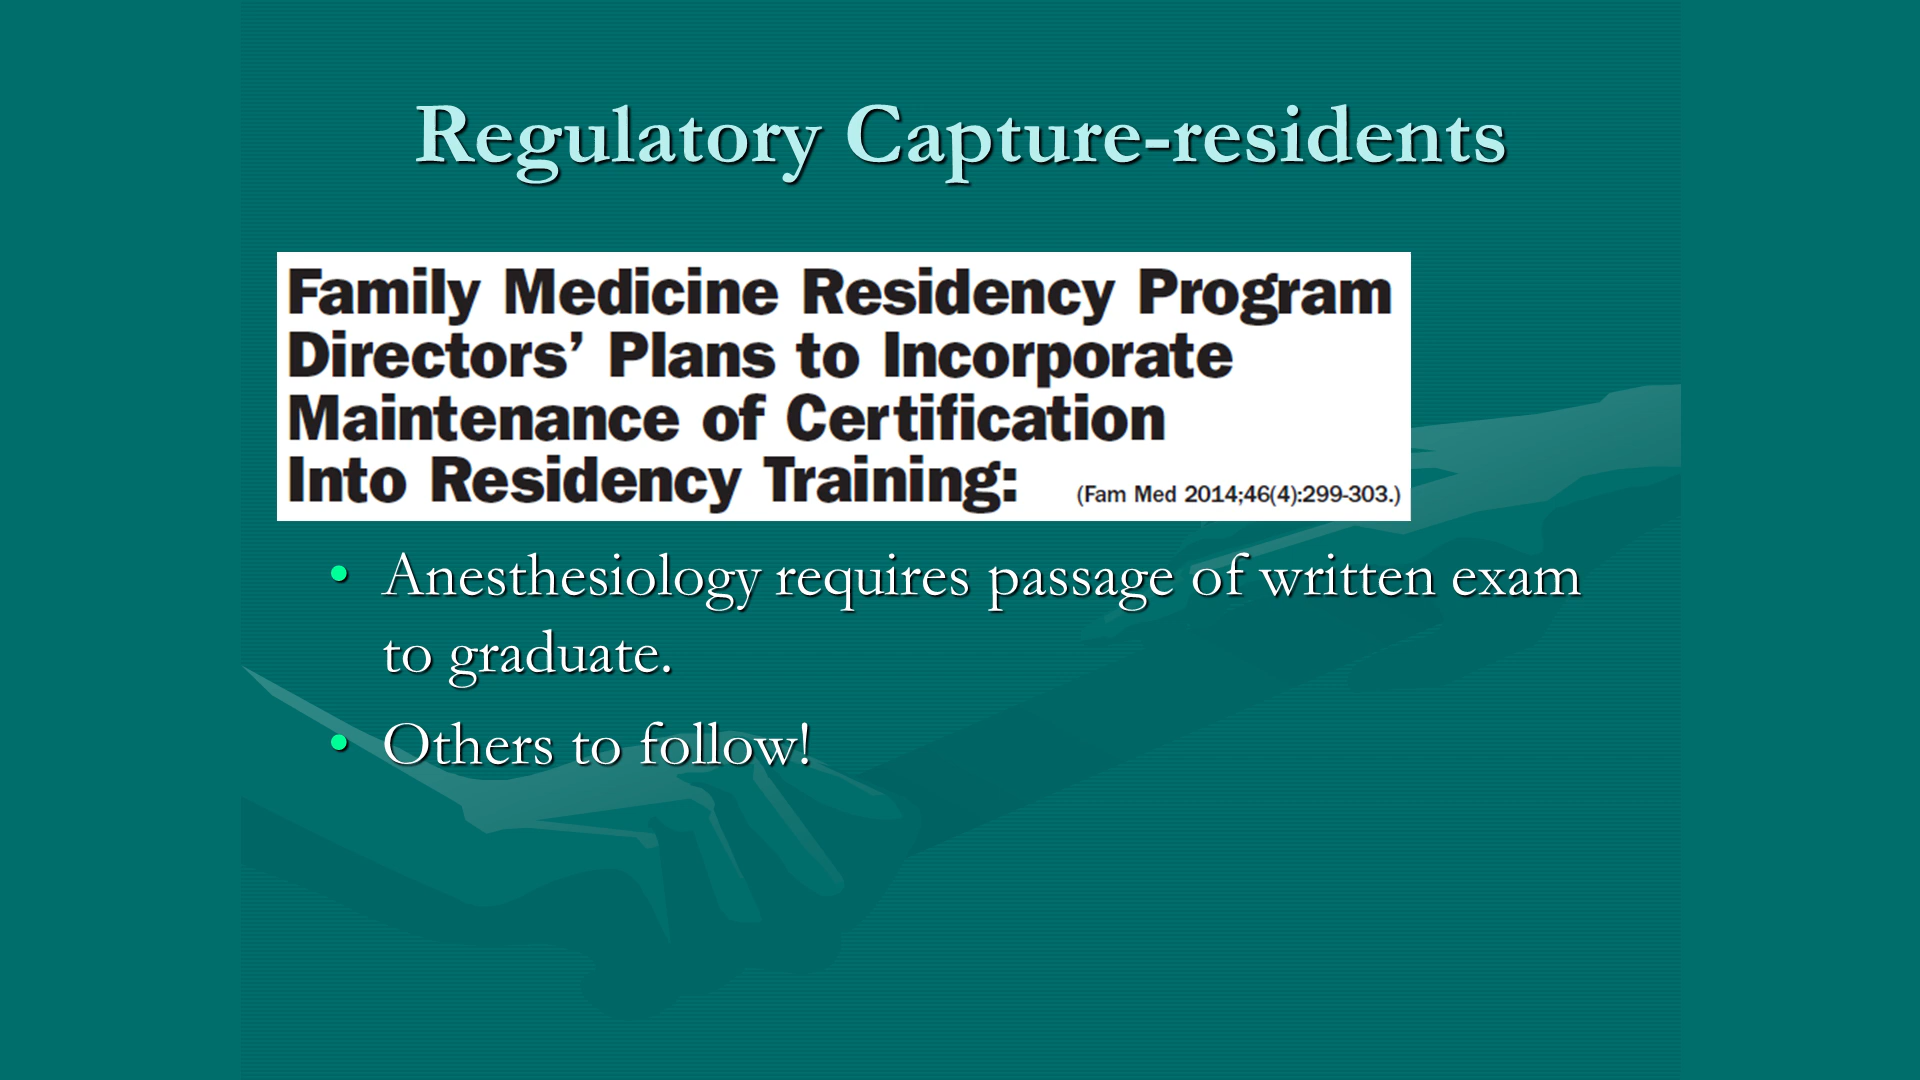 Regulatory Capture-residents
Family Medicine Residency Program
Directors’ Plans to Incorporate
Maintenance of Certification
Into Residency Training: (Fam Med 2014;46(4):299-303.)
• Anesthesiology requires passage of written exam
to graduate.
• Others to follow!